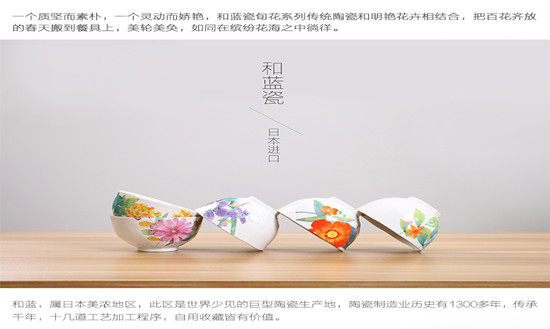 一个质坚而素朴，一个灵动而娇艳，和蓝瓷旬花系列传统陶瓷和明艳花卉相结合，把百花齐放
的春天搬到餐具上，美轮美奂，如同在缤纷花海之中徜徉。
和蓝瓷
日本进口
和蓝，属日本美浓地区，此区是世界少见的巨型陶瓷生产地，陶瓷制造业历史有1300多年，传承
千年，十几道工艺加工程序，自用收藏皆有价值。